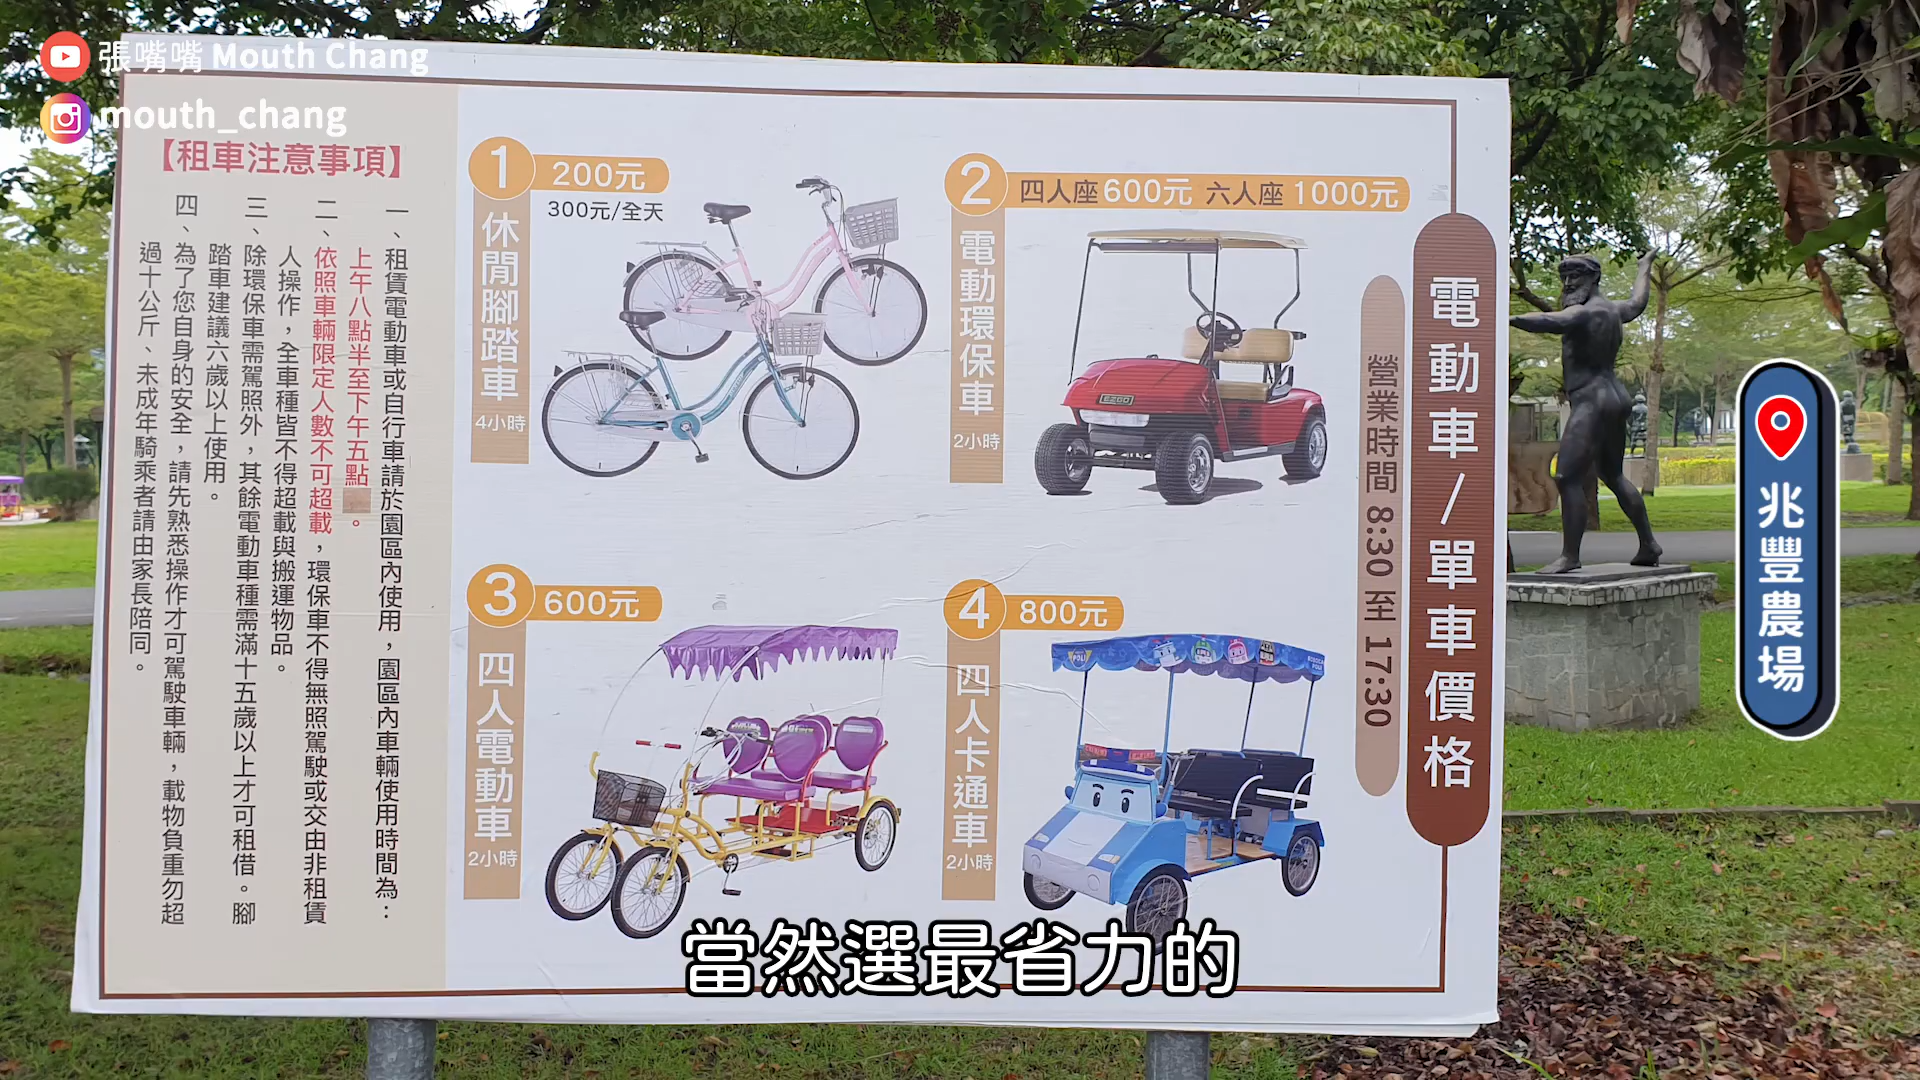 張嘴嘴 Mouth Chang
mouth_chang
電動車/單車價格
營業時間 8:30 至 17:30
1
200元
300元/全天
休閒腳踏車
4小時
2
四人座600元 六人座1000元
電動環保車
2小時
EZGO
3
600元
四人電動車
2小時
4
800元
四人卡通車
2小時
POLI
【租車注意事項】
一、租賃電動車或自行車請於園區內使用，園區內車輛使用時間為：
上午八點半至下午五點。
二、依照車輛限定人數不可超載，環保車不得無照駕駛或交由非租賃
人操作，全車種皆不得超載與搬運物品。
三、除環保車需駕照外，其餘電動車種需滿十五歲以上才可租借。腳
踏車建議六歲以上使用。
四、為了您自身的安全，請先熟悉操作才可駕駛車輛，載物負重勿超
過十公斤、未成年騎乘者請由家長陪同。
兆豐農場
當然選最省力的